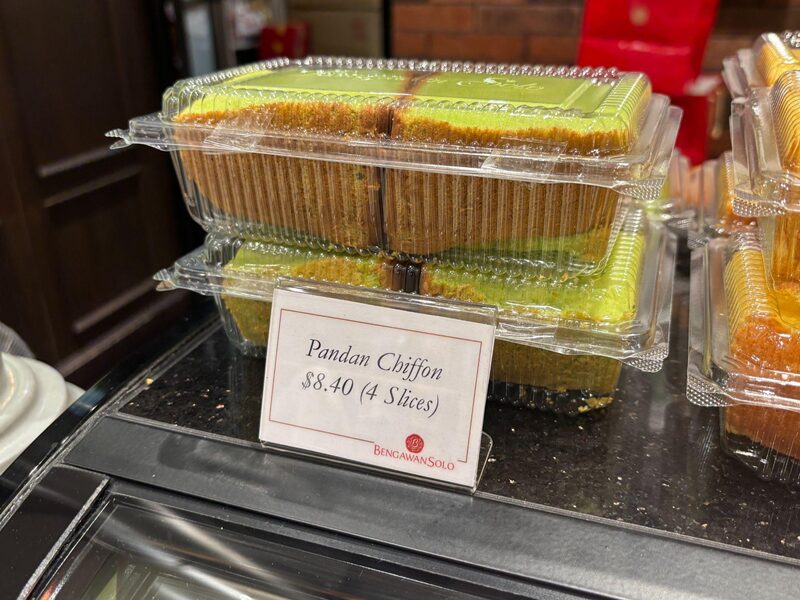 Pandan Chiffon
$8.40 (4 Slices)
BENGAWANSOLO